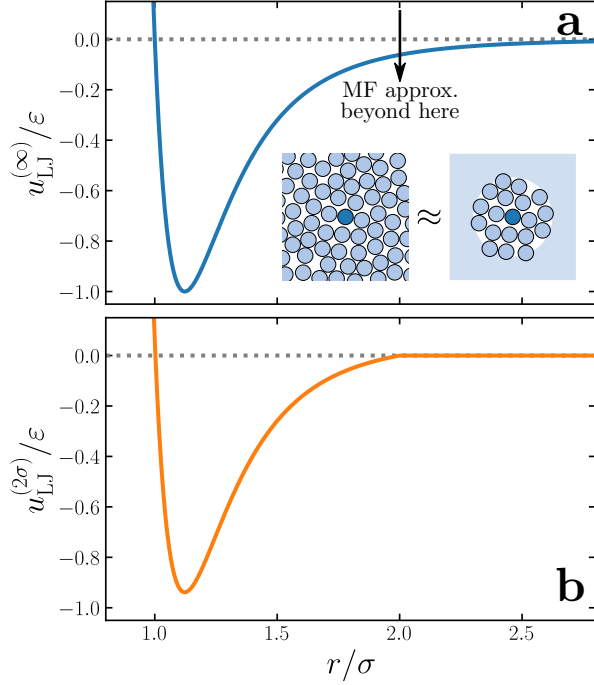 a
0.0
−0.2
−0.4
−0.6
−0.8
−1.0
u_LJ^(∞)/ε
MF approx.
beyond here
≈
b
0.0
−0.2
−0.4
−0.6
−0.8
−1.0
u_LJ^(2σ)/ε
1.0 1.5 2.0 2.5
r/σ